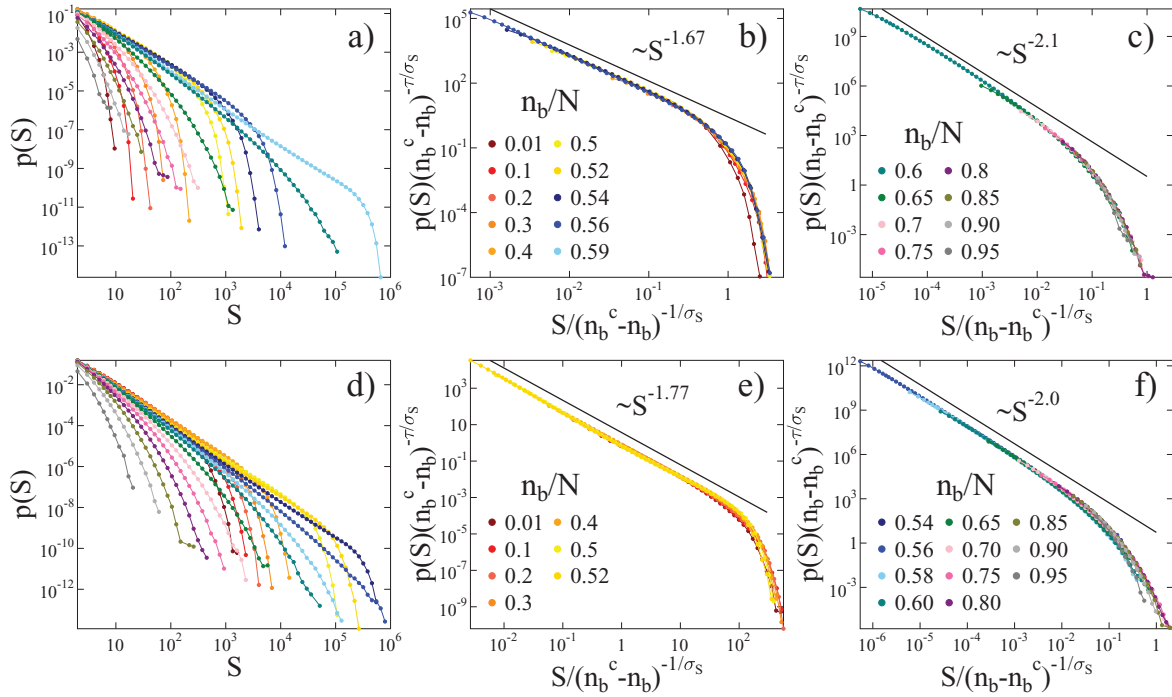 a)
p(S)
10^-1
10^-3
10^-5
10^-7
10^-9
10^-11
10^-13
10 10^2 10^3 10^4 10^5 10^6
S
b)
p(S)(n_b^c-n_b)^-τ/σ_S
10^5
10^2
10^-1
10^-4
10^-7
~S^-1.67
n_b/N
0.01 0.5
0.1 0.52
0.2 0.54
0.3 0.56
0.4 0.59
10^-3 10^-2 10^-1 1
S/(n_b^c-n_b)^-1/σ_S
c)
p(S)(n_b-n_b^c)^-τ/σ_S
10^9
10^6
10^3
1
10^-3
~S^-2.1
n_b/N
0.6 0.8
0.65 0.85
0.7 0.90
0.75 0.95
10^-5 10^-4 10^-3 10^-2 10^-1 1
S/(n_b-n_b^c)^-1/σ_S
d)
p(S)
10^-2
10^-4
10^-6
10^-8
10^-10
10^-12
10 10^2 10^3 10^4 10^5 10^6
S
e)
p(S)(n_b^c-n_b)^-τ/σ_S
10^3
10
10^-1
10^-3
10^-5
10^-7
10^-9
~S^-1.77
n_b/N
0.01 0.4
0.1 0.5
0.2 0.52
0.3
10^-2 10^-1 1 10 10^2
S/(n_b^c-n_b)^-1/σ_S
f)
p(S)(n_b-n_b^c)^-τ/σ_S
10^12
10^9
10^6
10^3
1
10^-3
~S^-2.0
n_b/N
0.54 0.65 0.85
0.56 0.70 0.90
0.58 0.75 0.95
0.60 0.80
10^-6 10^-5 10^-4 10^-3 10^-2 10^-1 1
S/(n_b-n_b^c)^-1/σ_S